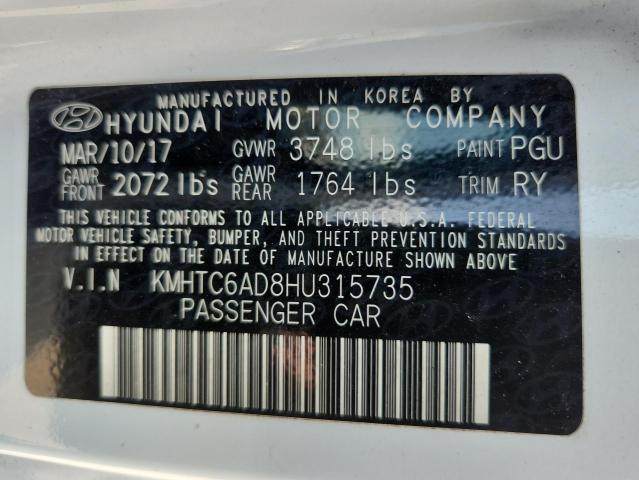 MANUFACTURED IN KOREA BY
HYUNDAI MOTOR COMPANY
MAR/10/17 GVWR 3748 lbs PAINT PGU
GAWR FRONT 2072 lbs GAWR REAR 1764 lbs TRIM RY
THIS VEHICLE CONFORMS TO ALL APPLICABLE U.S.A. FEDERAL
MOTOR VEHICLE SAFETY, BUMPER, AND THEFT PREVENTION STANDARDS
IN EFFECT ON THE DATE OF MANUFACTURE SHOWN ABOVE
V.I.N KMHTC6AD8HU315735
PASSENGER CAR